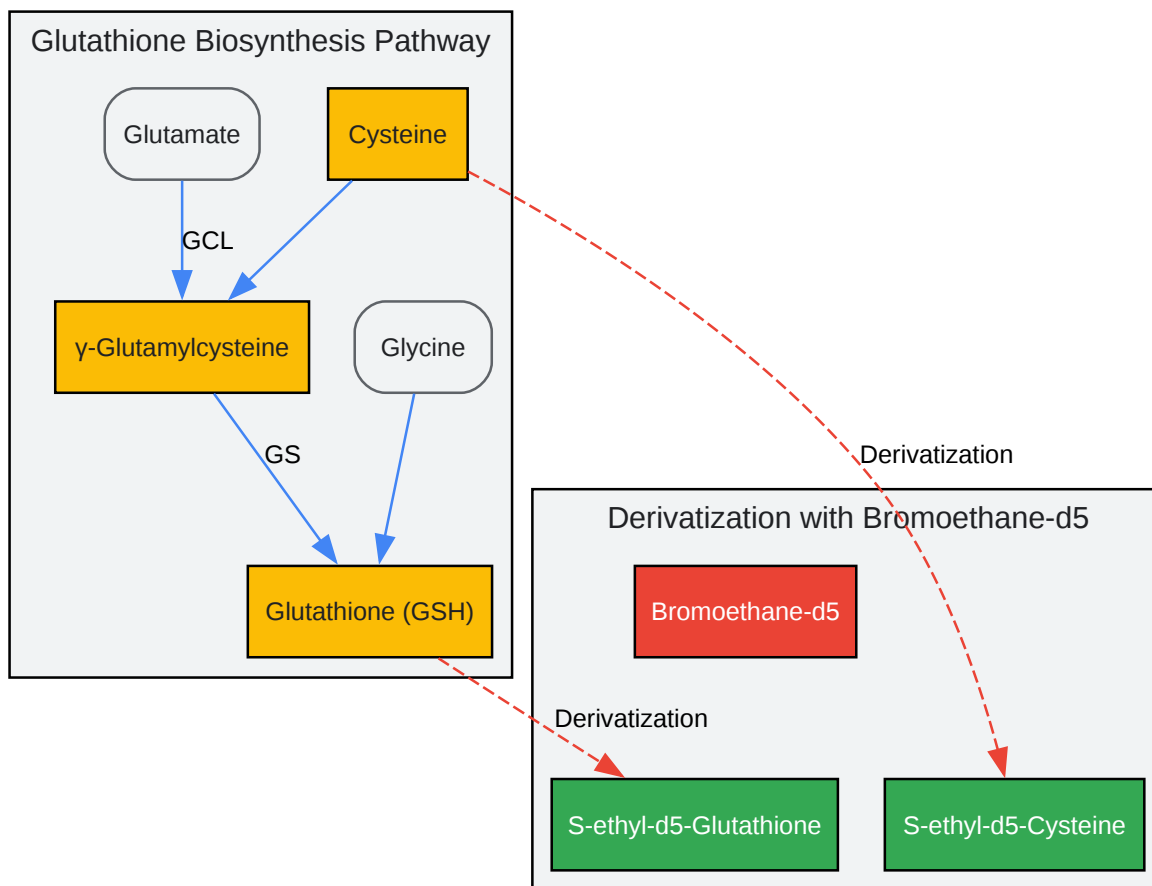 Glutathione Biosynthesis Pathway
Glutamate
Cysteine
GCL
γ-Glutamylcysteine
Glycine
GS
Derivatization
Derivatization with Bromoethane-d5
Bromoethane-d5
Glutathione (GSH)
Derivatization
S-ethyl-d5-Glutathione
S-ethyl-d5-Cysteine